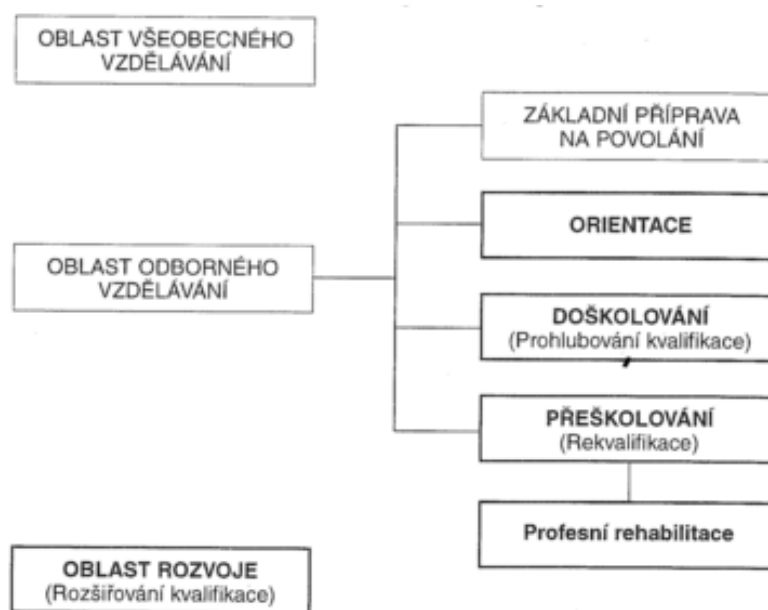 OBLAST VŠEOBECNÉHO
VZDĚLÁVÁNÍ
ZÁKLADNÍ PŘÍPRAVA
NA POVOLÁNÍ
ORIENTACE
OBLAST ODBORNÉHO
VZDĚLÁVÁNÍ
DOŠKOLOVÁNÍ
(Prohlubování kvalifikace)
PŘEŠKOLOVÁNÍ
(Rekvalifikace)
Profesní rehabilitace
OBLAST ROZVOJE
(Rozšiřování kvalifikace)